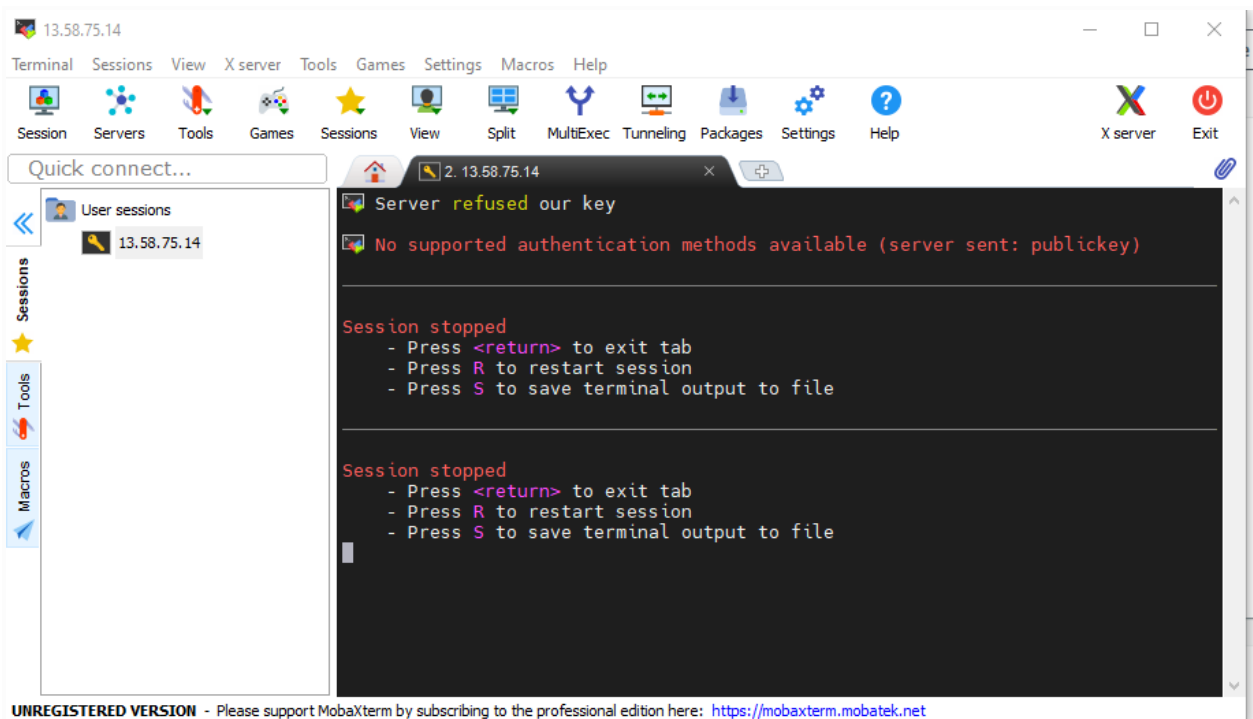 13.58.75.14
Terminal Sessions View X server Tools Games Settings Macros Help
Session Servers Tools Games Sessions View Split MultiExec Tunneling Packages Settings Help X server Exit
Quick connect...
2. 13.58.75.14
User sessions
13.58.75.14
Sessions
Tools
Macros
Server refused our key
No supported authentication methods available (server sent: publickey)
Session stopped
- Press <return> to exit tab
- Press R to restart session
- Press S to save terminal output to file
Session stopped
- Press <return> to exit tab
- Press R to restart session
- Press S to save terminal output to file
UNREGISTERED VERSION - Please support MobaXterm by subscribing to the professional edition here: https://mobaxterm.mobatek.net